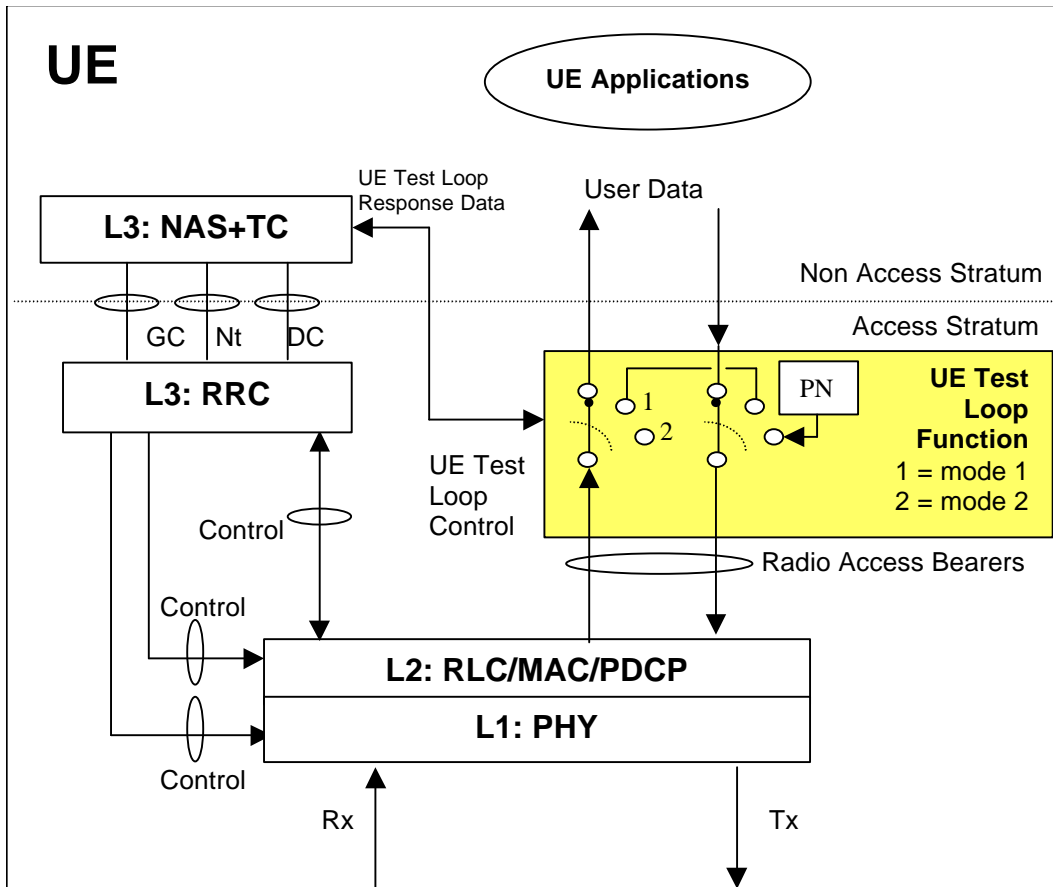 UE
UE Applications
UE Test Loop
Response Data
User Data
L3: NAS+TC
Non Access Stratum
Access Stratum
GC
Nt
DC
L3: RRC
1
2
PN
UE Test
Loop
Function
1 = mode 1
2 = mode 2
UE Test
Loop
Control
Control
Radio Access Bearers
Control
L2: RLC/MAC/PDCP
L1: PHY
Control
Rx
Tx